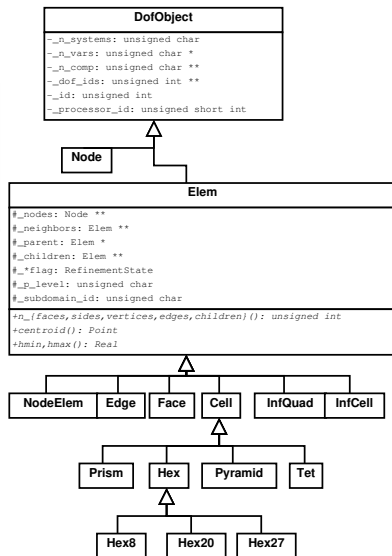 DofObject
-_n_systems: unsigned char
-_n_vars: unsigned char *
-_n_comp: unsigned char **
-_dof_ids: unsigned int **
-_id: unsigned int
-_processor_id: unsigned short int
Node
Elem
#_nodes: Node **
#_neighbors: Elem **
#_parent: Elem *
#_children: Elem **
#_*flag: RefinementState
#_p_level: unsigned char
#_subdomain_id: unsigned char
+n_{faces,sides,vertices,edges,children}(): unsigned int
+centroid(): Point
+hmin,hmax(): Real
NodeElem Edge Face Cell InfQuad InfCell
Prism Hex Pyramid Tet
Hex8 Hex20 Hex27